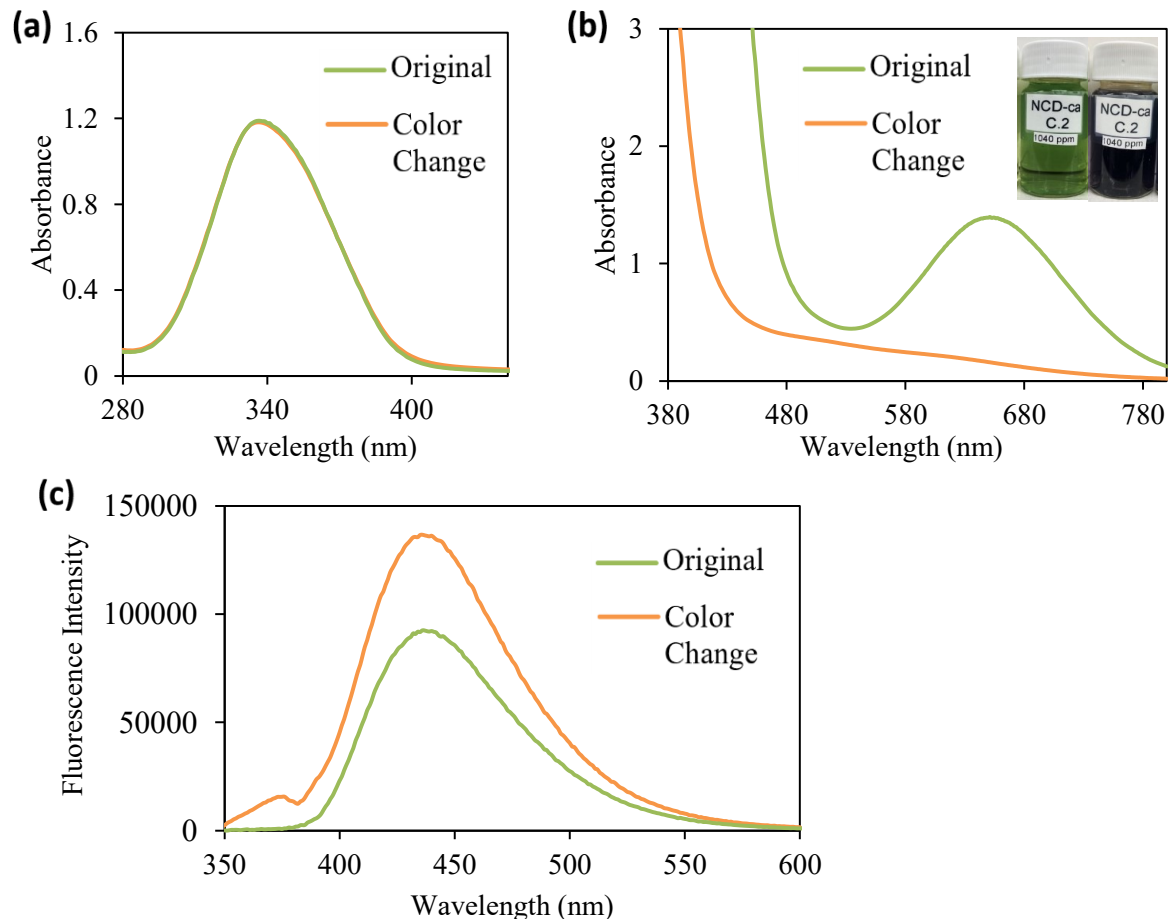 (a)
1.6
1.2
0.8
0.4
0
Absorbance
280
340
400
Wavelength (nm)
Original
Color
Change
(b)
3
2
1
0
Absorbance
380
480
580
680
780
Wavelength (nm)
Original
Color
Change
NCD-ca
C.2
1040 ppm
NCD-ca
C.2
1040 ppm
(c)
150000
100000
50000
0
Fluorescence Intensity
350
400
450
500
550
600
Wavelength (nm)
Original
Color
Change